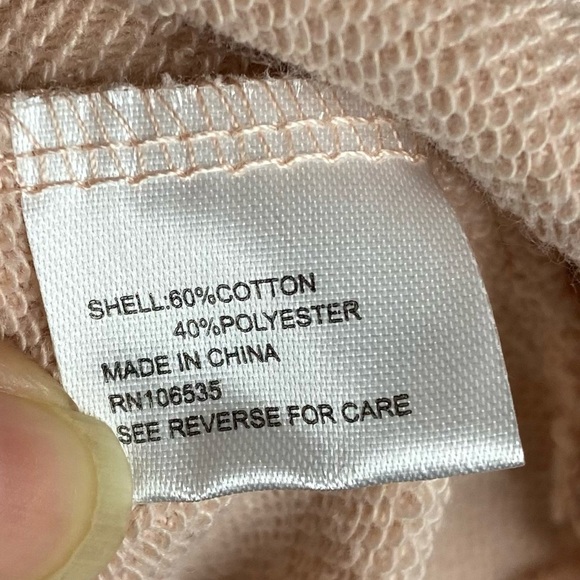 SHELL:60%COTTON
40%POLYESTER
MADE IN CHINA
RN106535
SEE REVERSE FOR CARE